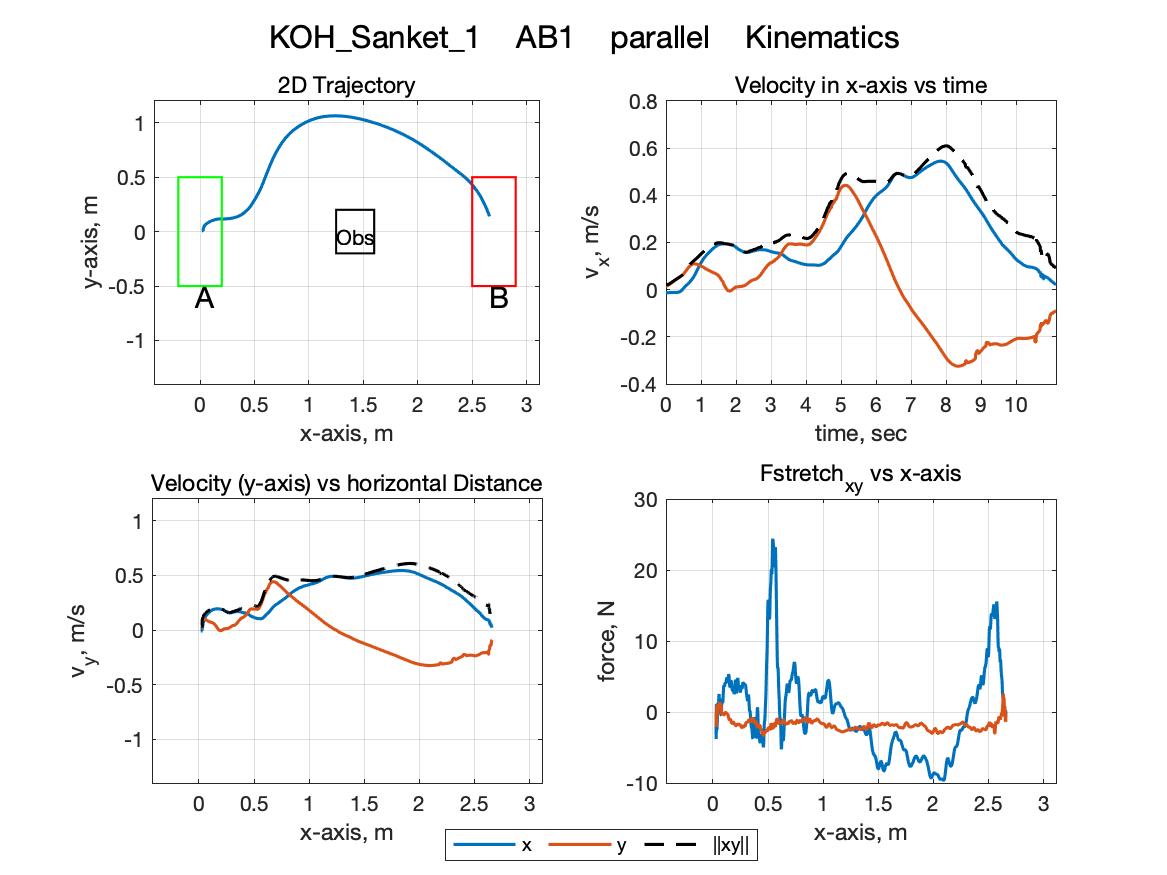 KOH_Sanket_1 AB1 parallel Kinematics
2D Trajectory
1
0.5
0
-0.5
-1
y-axis, m
Obs
A
B
0 0.5 1 1.5 2 2.5 3
x-axis, m
Velocity in x-axis vs time
0.8
0.6
0.4
0.2
0
-0.2
-0.4
v_x, m/s
0 1 2 3 4 5 6 7 8 9 10
time, sec
Velocity (y-axis) vs horizontal Distance
1
0.5
0
-0.5
-1
v_y, m/s
0 0.5 1 1.5 2 2.5 3
x-axis, m
Fstretch_xy vs x-axis
30
20
10
0
-10
force, N
0 0.5 1 1.5 2 2.5 3
x-axis, m
x y ||xy||